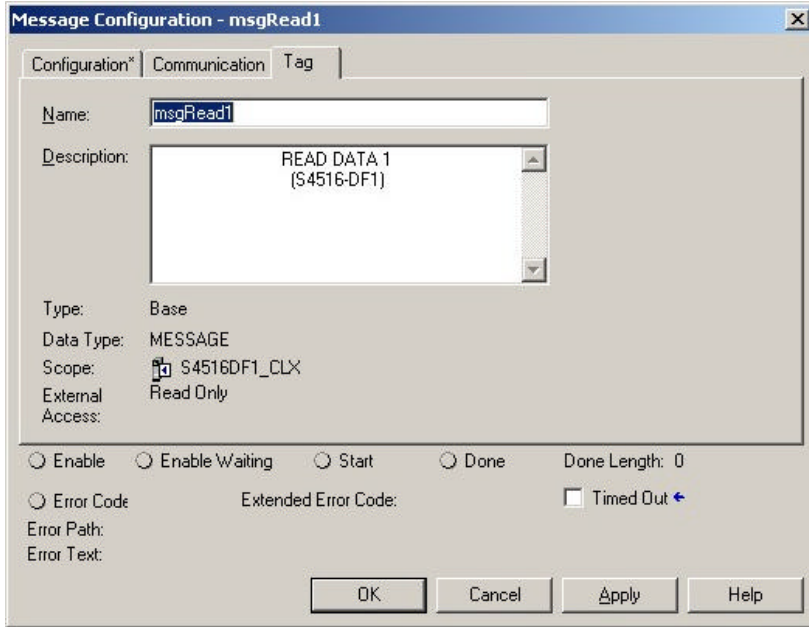 Message Configuration - msgRead1
Configuration* Communication Tag
Name: msgRead1
Description: READ DATA 1
(S4516-DF1)
Type: Base
Data Type: MESSAGE
Scope: S4516DF1_CLX
External Access: Read Only
Enable Enable Waiting Start Done Done Length: 0
Error Code Extended Error Code: Timed Out
Error Path:
Error Text:
OK Cancel Apply Help